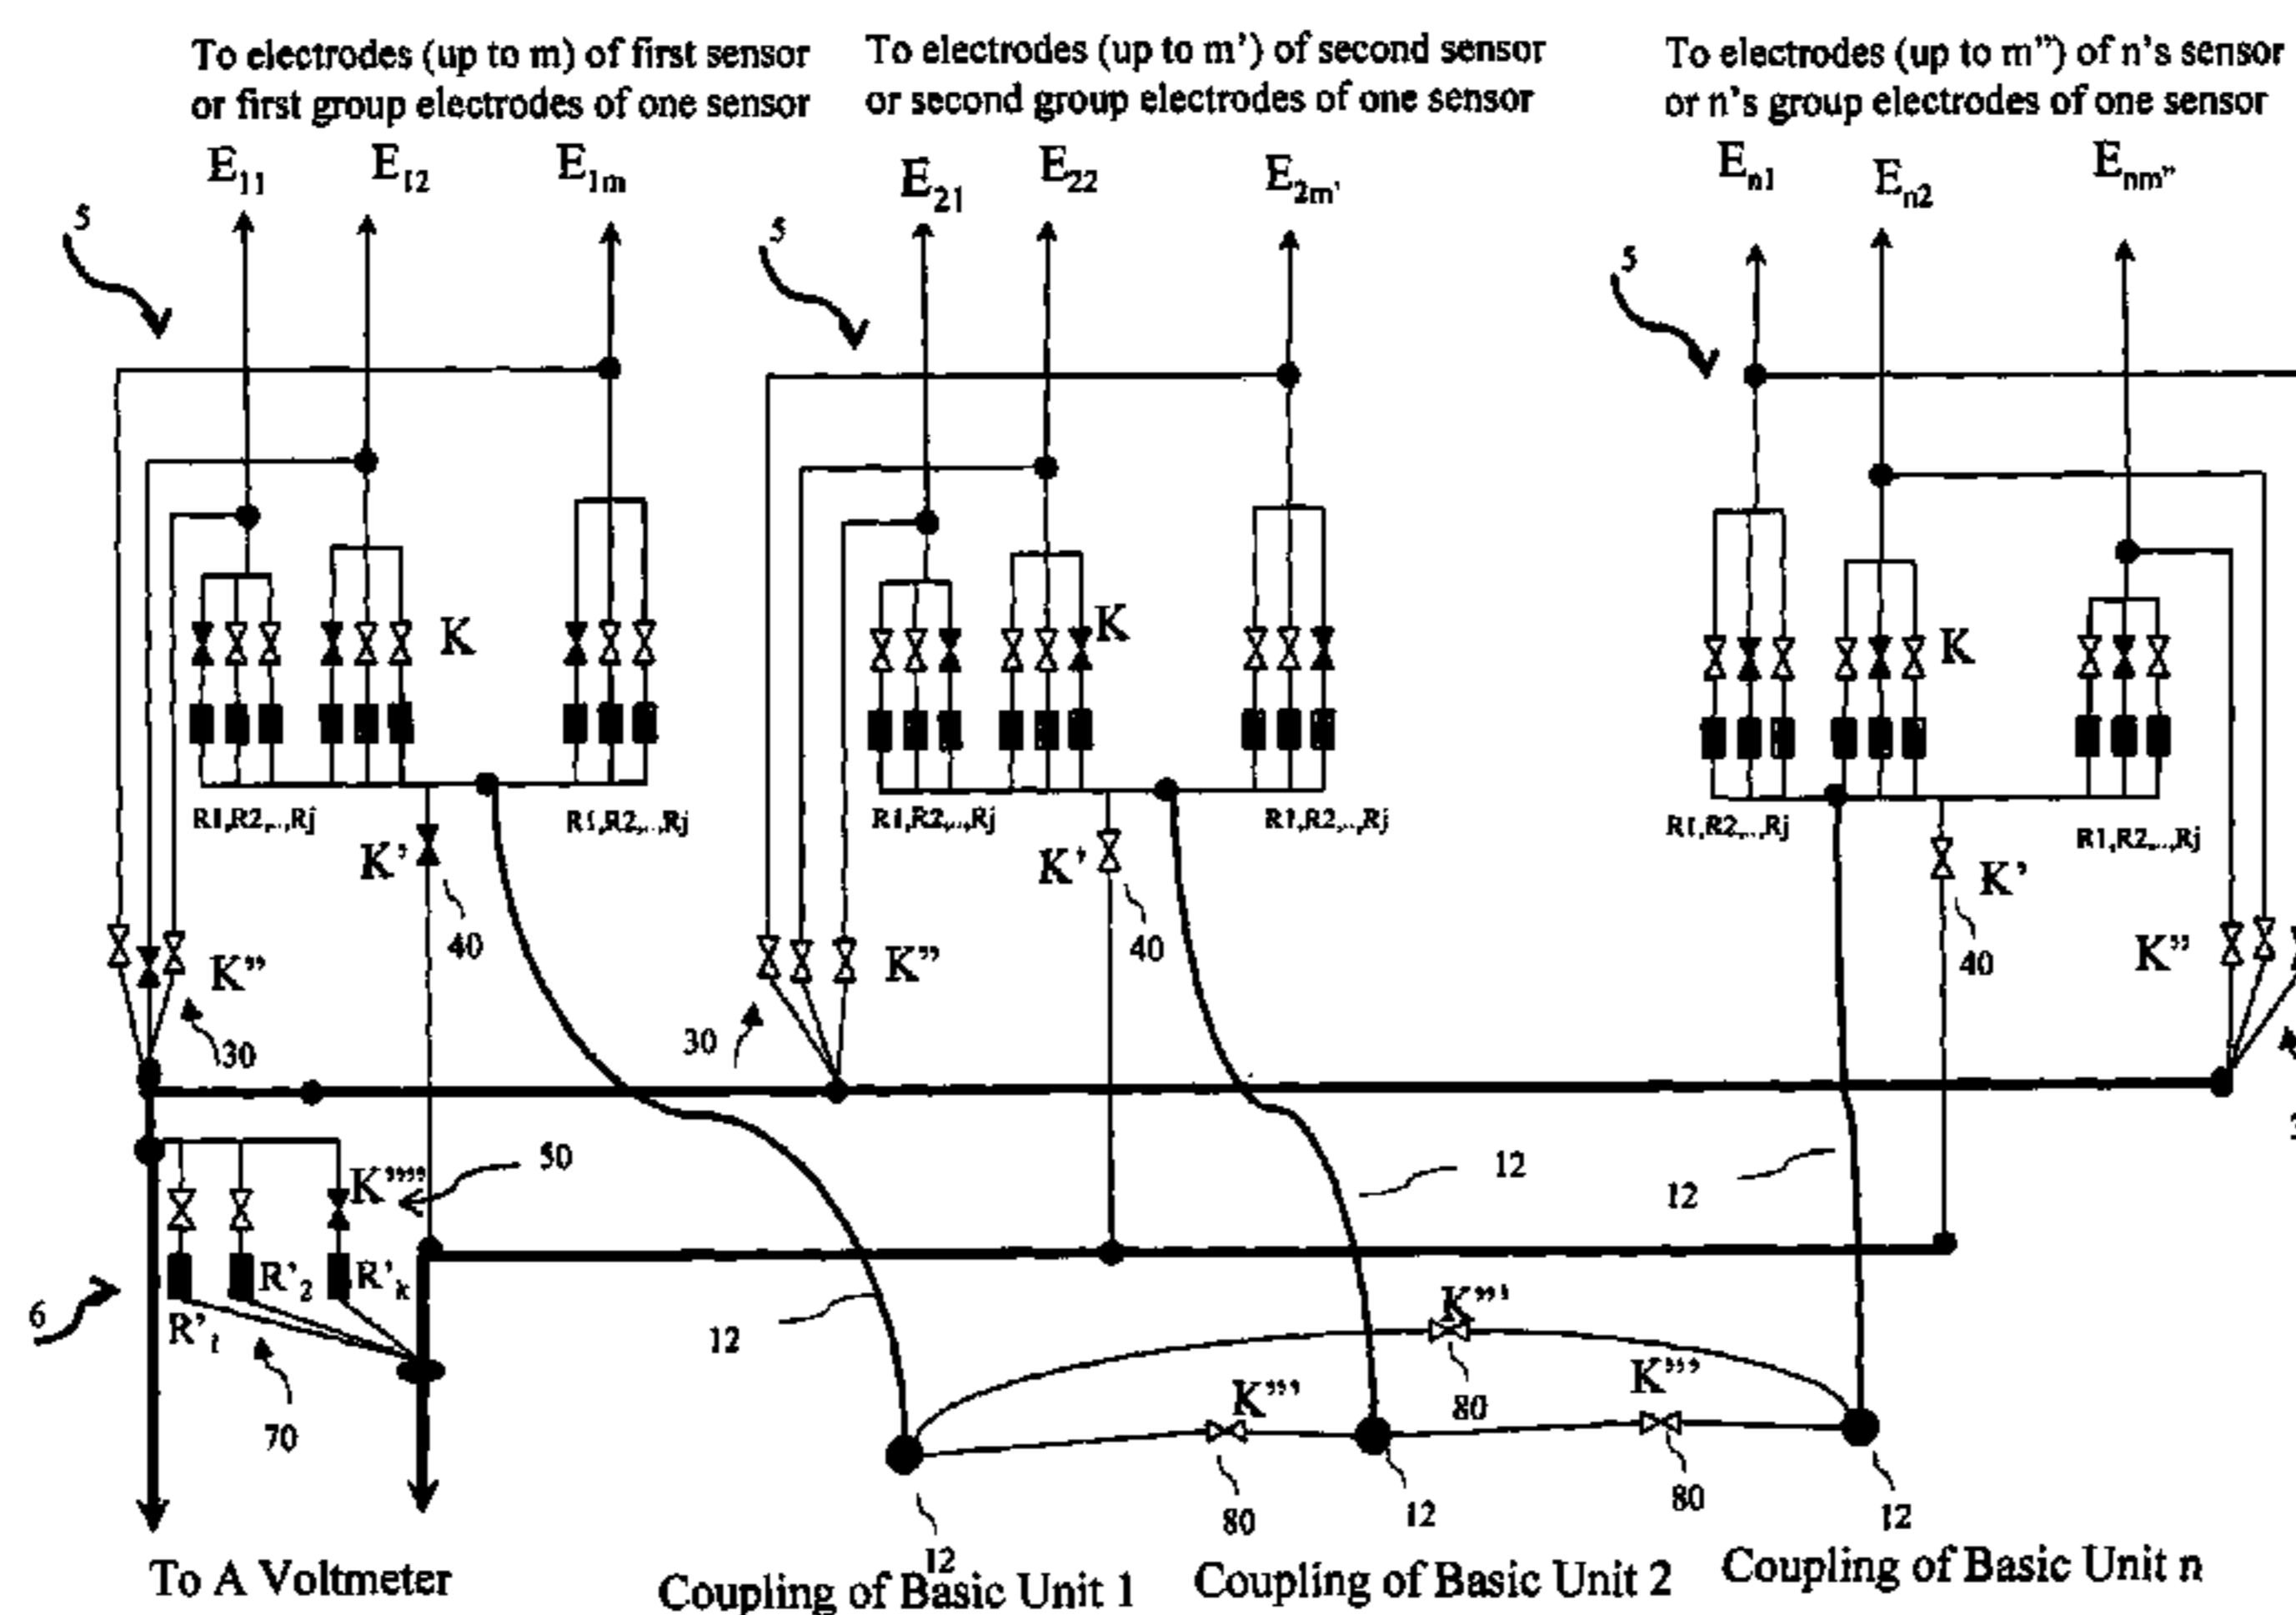 To electrodes (up to m) of first sensor
or first group electrodes of one sensor
To electrodes (up to m’) of second sensor
or second group electrodes of one sensor
To electrodes (up to m”) of n’s sensor
or n’s group electrodes of one sensor
E11
E12
E1m
E21
E22
E2m'
En1
En2
Enm”
5
5
5
K
K
K
R1,R2,..,Rj
R1,R2,..,Rj
R1,R2,..,Rj
R1,R2,..,Rj
R1,R2,..,Rj
R1,R2,..,Rj
K’
K’
K’
40
40
40
K”
K”
K”
30
30
K””
50
12
12
12
6
R’1
R’2
R’k
70
K”’
K”’
K”’
80
80
80
12
12
12
To A Voltmeter
Coupling of Basic Unit 1
Coupling of Basic Unit 2
Coupling of Basic Unit n